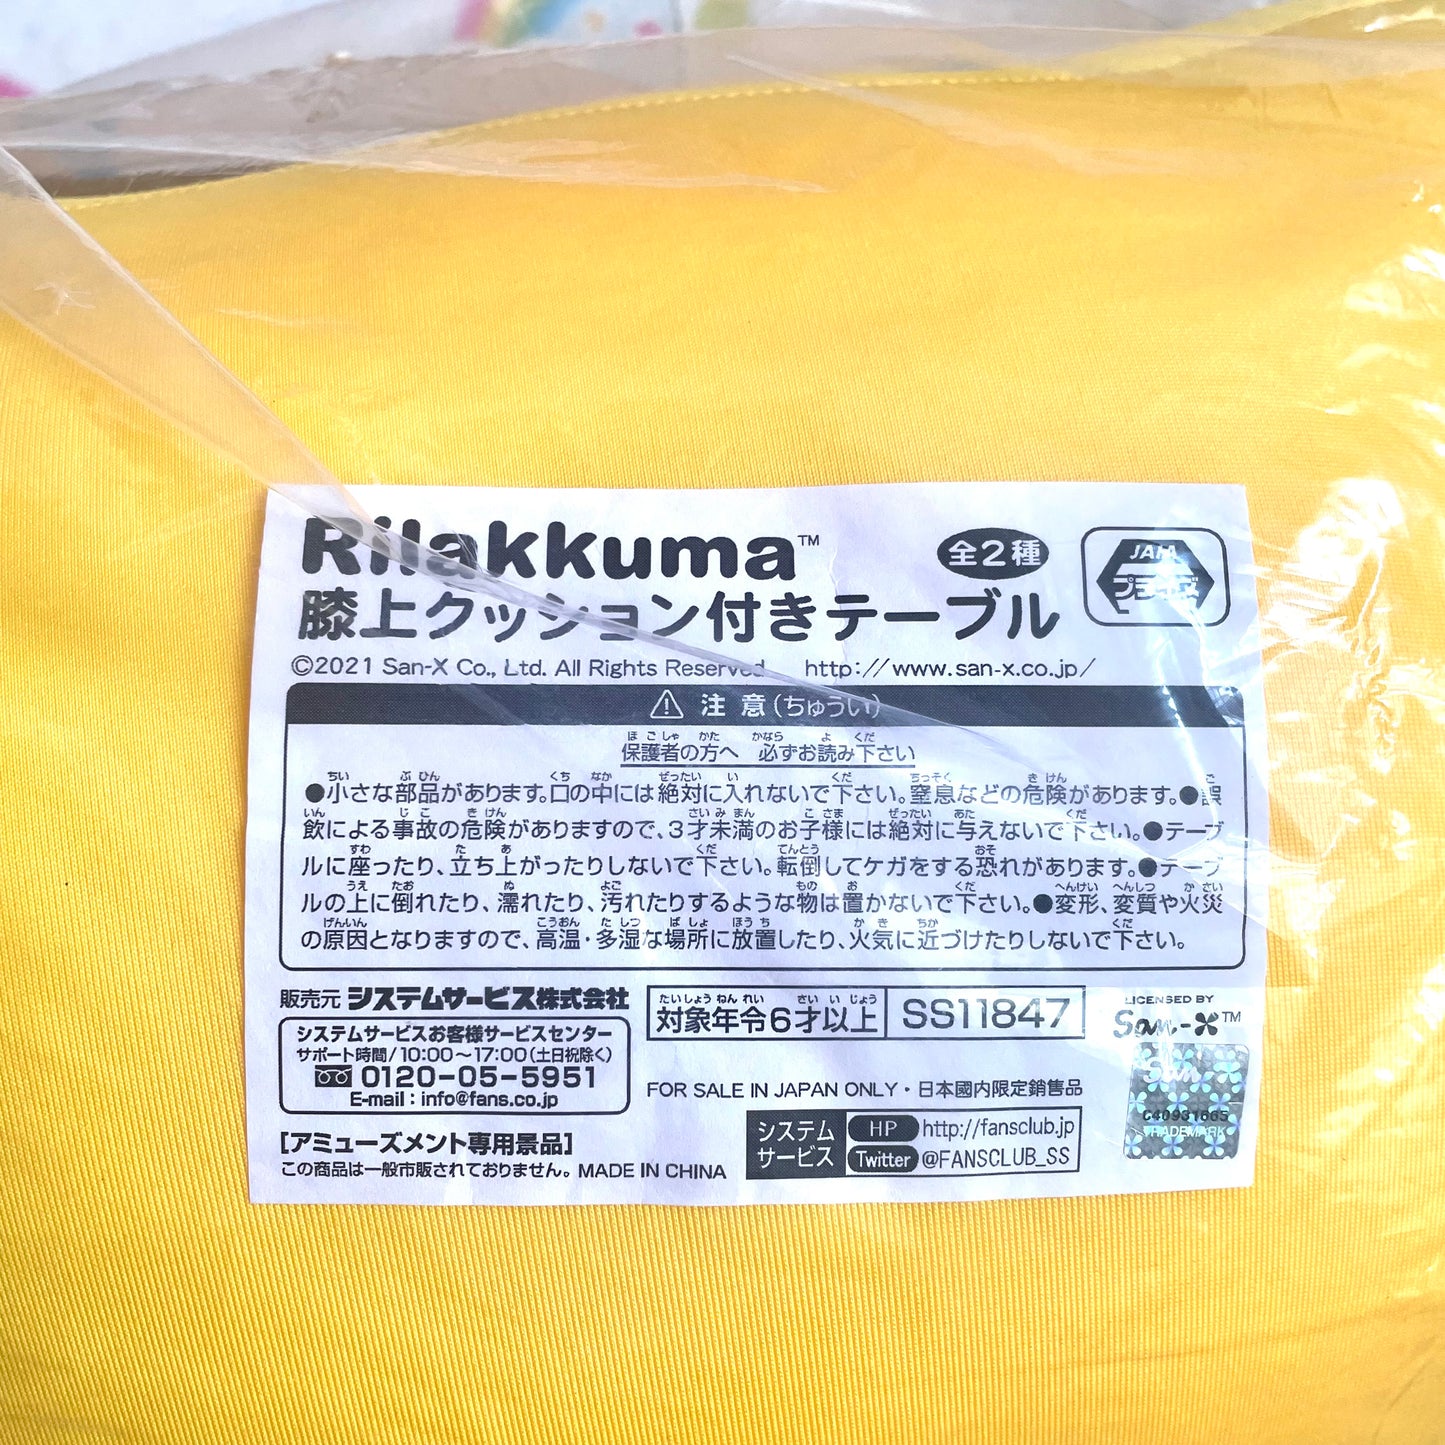 Rilakkuma™ 全2種 JAIA プライズ
膝上クッション付きテーブル
©2021 San-X Co., Ltd. All Rights Reserved. http://www.san-x.co.jp/
⚠ 注意(ちゅうい)
保護者の方へ 必ずお読み下さい
●小さな部品があります。口の中には絶対に入れないで下さい。窒息などの危険があります。●誤
飲による事故の危険がありますので、3才未満のお子様には絶対に与えないで下さい。●テーブ
ルに座ったり、立ち上がったりしないで下さい。転倒してケガをする恐れがあります。●テーブ
ルの上に倒れたり、濡れたり、汚れたりするような物は置かないで下さい。●変形、変質や火災
の原因となりますので、高温・多湿な場所に放置したり、火気に近づけたりしないで下さい。
販売元 システムサービス株式会社
システムサービスお客様サービスセンター
サポート時間/10:00〜17:00(土日祝除く)
0120-05-5951
E-mail : info@fans.co.jp
[アミューズメント専用景品]
この商品は一般市販されておりません。 MADE IN CHINA
対象年令6才以上 SS11847
FOR SALE IN JAPAN ONLY・日本國内限定銷售品
システムサービス HP http://fansclub.jp
Twitter @FANSCLUB_SS
LICENSED BY
San-X™
San
C40931665
TRADEMARK